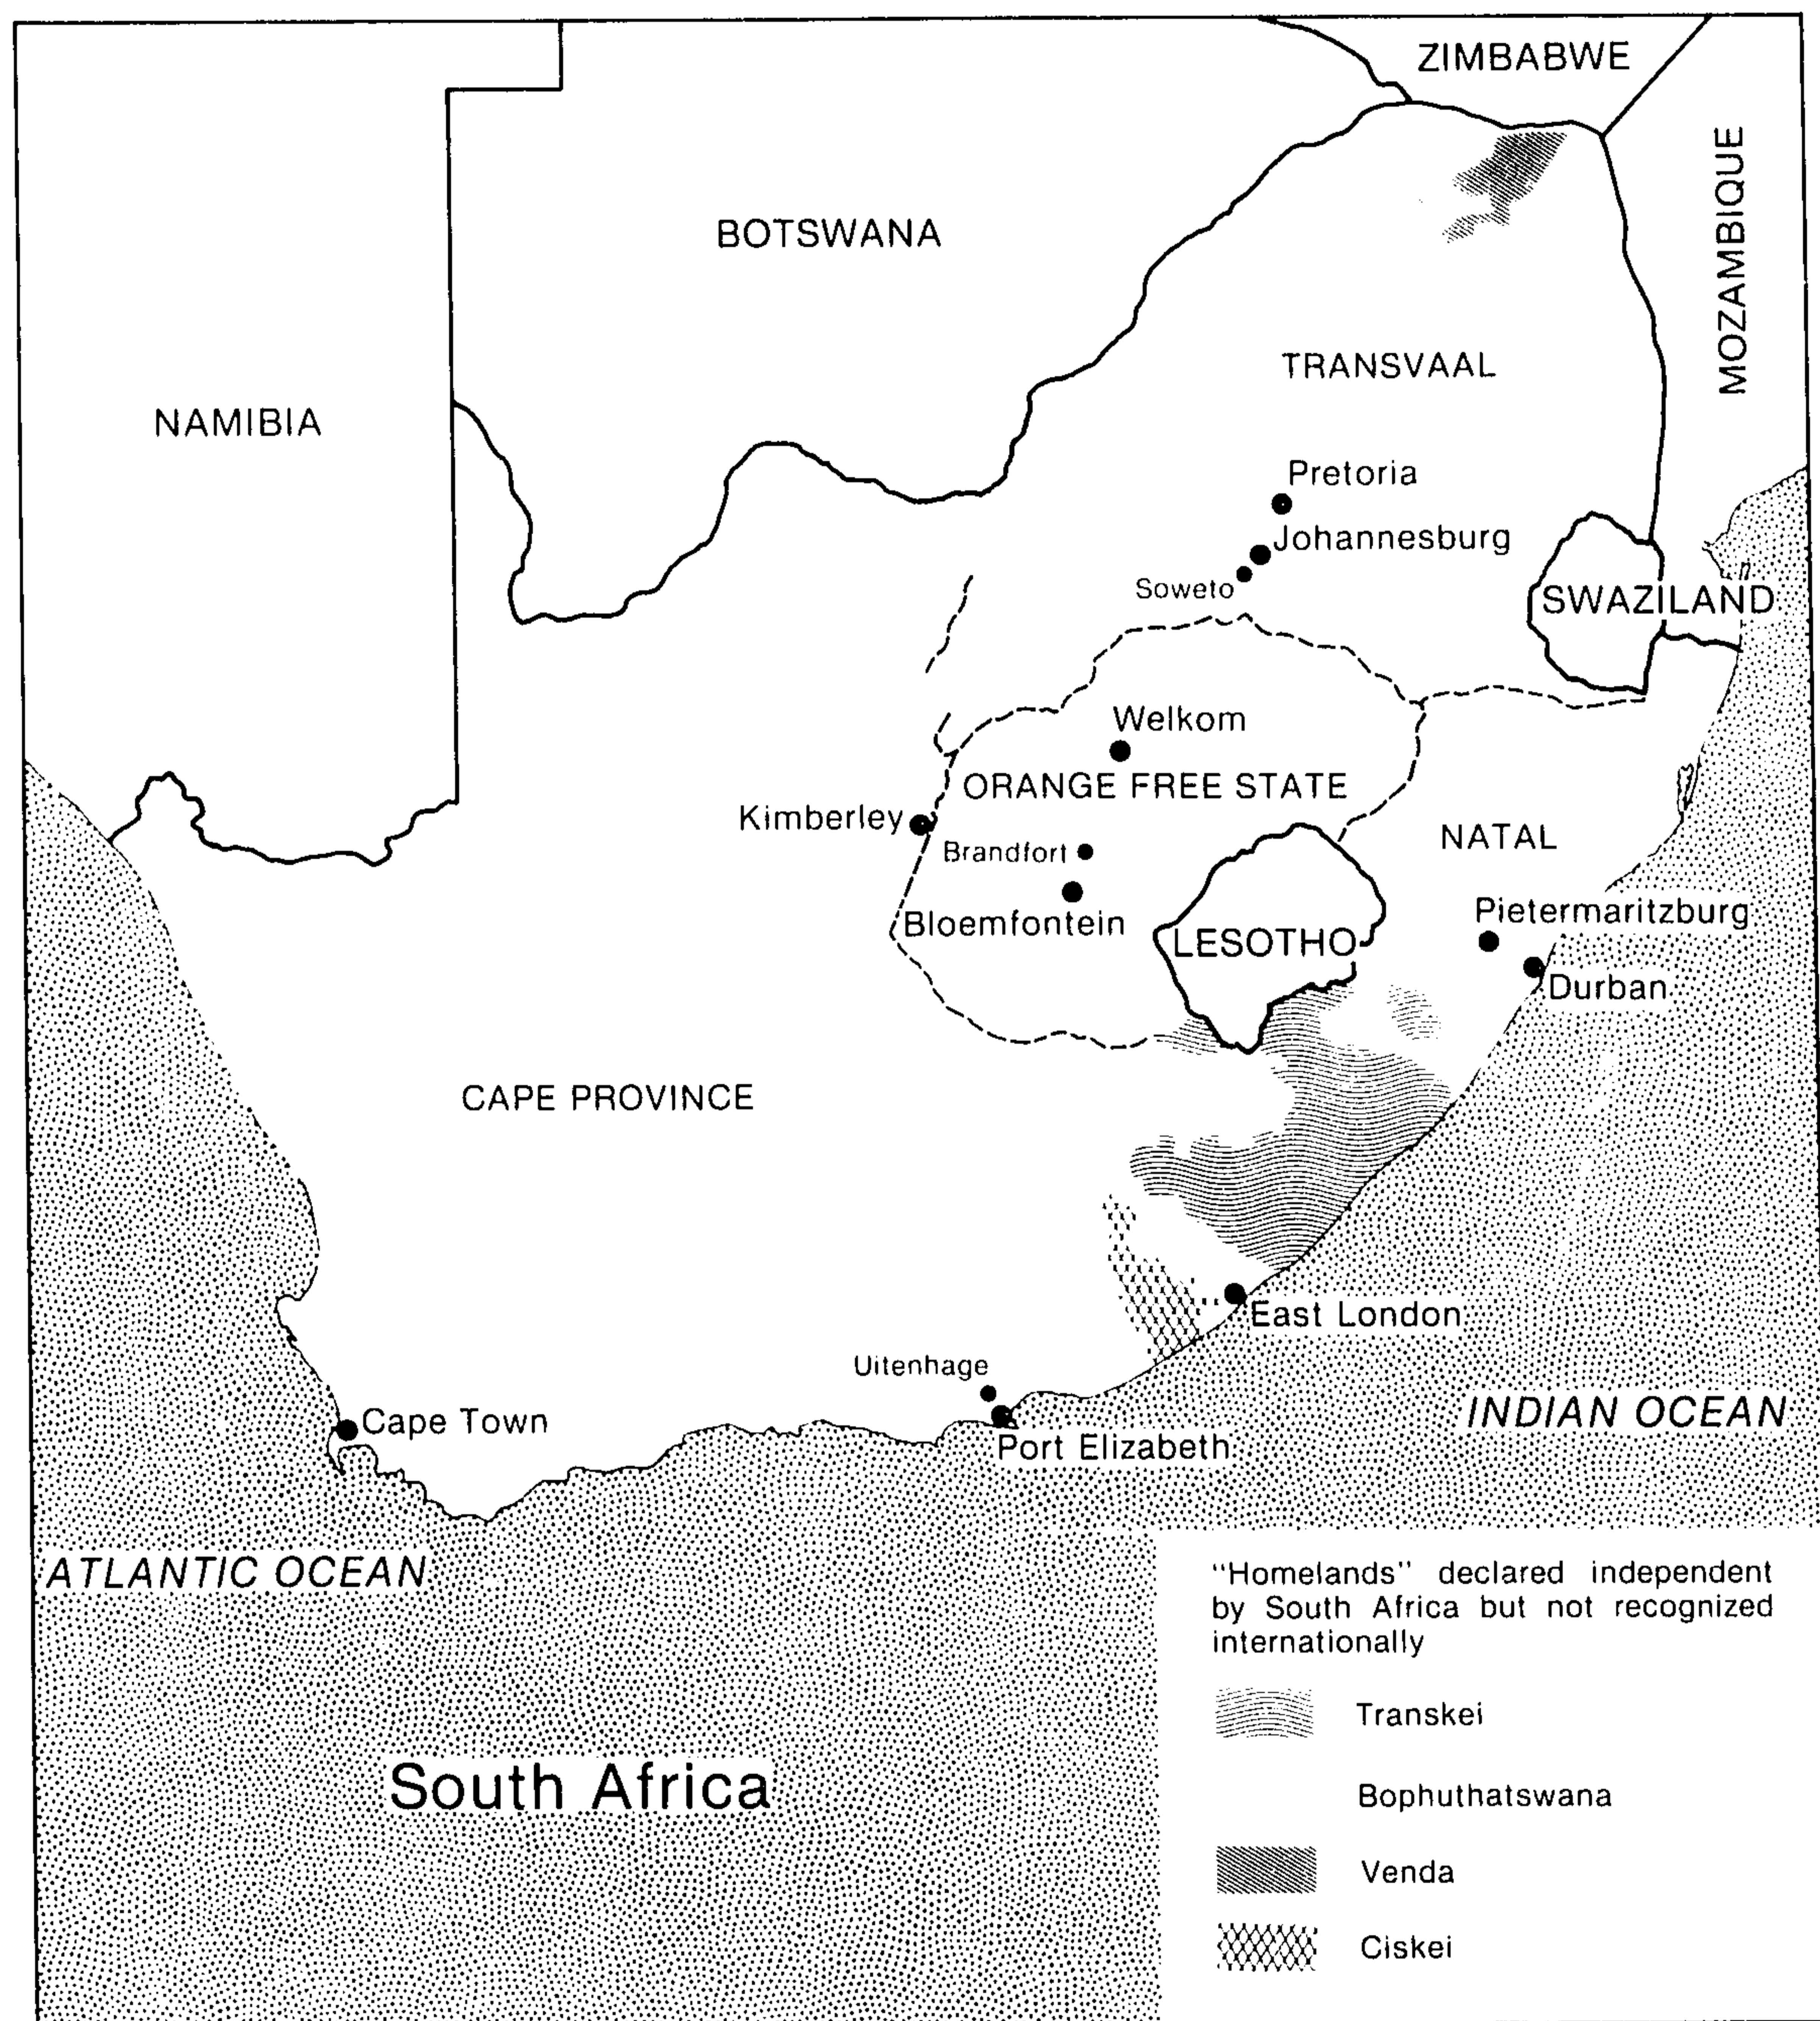 ZIMBABWE
MOZAMBIQUE
BOTSWANA
TRANSVAAL
NAMIBIA
Pretoria
Johannesburg
Soweto
SWAZILAND
Welkom
ORANGE FREE STATE
Kimberley
Brandfort
NATAL
Bloemfontein
Pietermaritzburg
LESOTHO
Durban
CAPE PROVINCE
East London
Uitenhage
Cape Town
INDIAN OCEAN
Port Elizabeth
ATLANTIC OCEAN
South Africa
"Homelands" declared independent
by South Africa but not recognized
internationally
Transkei
Bophuthatswana
Venda
Ciskei